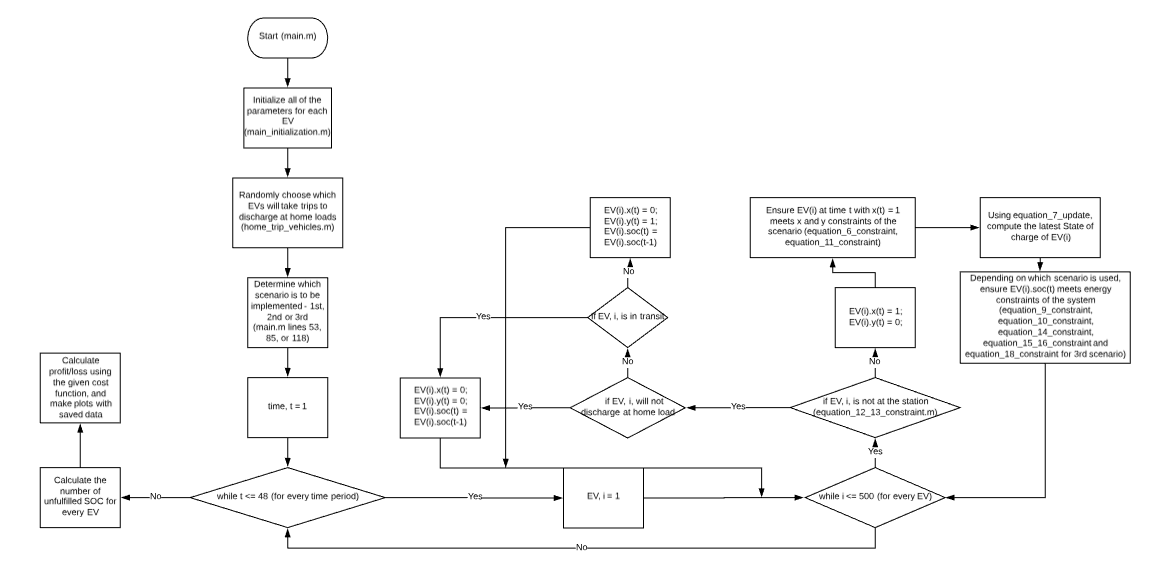 Start (main.m)
Initialize all of the
parameters for each
EV
(main_initialization.m)
Randomly choose which
EVs will take trips to
discharge at home loads
(home_trip_vehicles.m)
Determine which
scenario is to be
implemented - 1st,
2nd or 3rd
(main.m lines 53,
85, or 118)
time, t = 1
while t <= 48 (for every time period)
No
Calculate the
number of
unfulfilled SOC for
every EV
Calculate
profit/loss using
the given cost
function, and
make plots with
saved data
Yes
EV, i = 1
while i <= 500 (for every EV)
No
Yes
if EV, i, is not at the station
(equation_12_13_constraint.m)
Yes
No
if EV, i, will not
discharge at home load
Yes
No
if EV, i, is in transit
Yes
No
EV(i).x(t) = 0;
EV(i).y(t) = 0;
EV(i).soc(t) =
EV(i).soc(t-1)
EV(i).x(t) = 0;
EV(i).y(t) = 1;
EV(i).soc(t) =
EV(i).soc(t-1)
EV(i).x(t) = 1;
EV(i).y(t) = 0;
Ensure EV(i) at time t with x(t) = 1
meets x and y constraints of the
scenario (equation_6_constraint,
equation_11_constraint)
Using equation_7_update,
compute the latest State of
charge of EV(i)
Depending on which scenario is used,
ensure EV(i).soc(t) meets energy
constraints of the system
(equation_9_constraint,
equation_10_constraint,
equation_14_constraint,
equation_15_16_constraint and
equation_18_constraint for 3rd scenario)